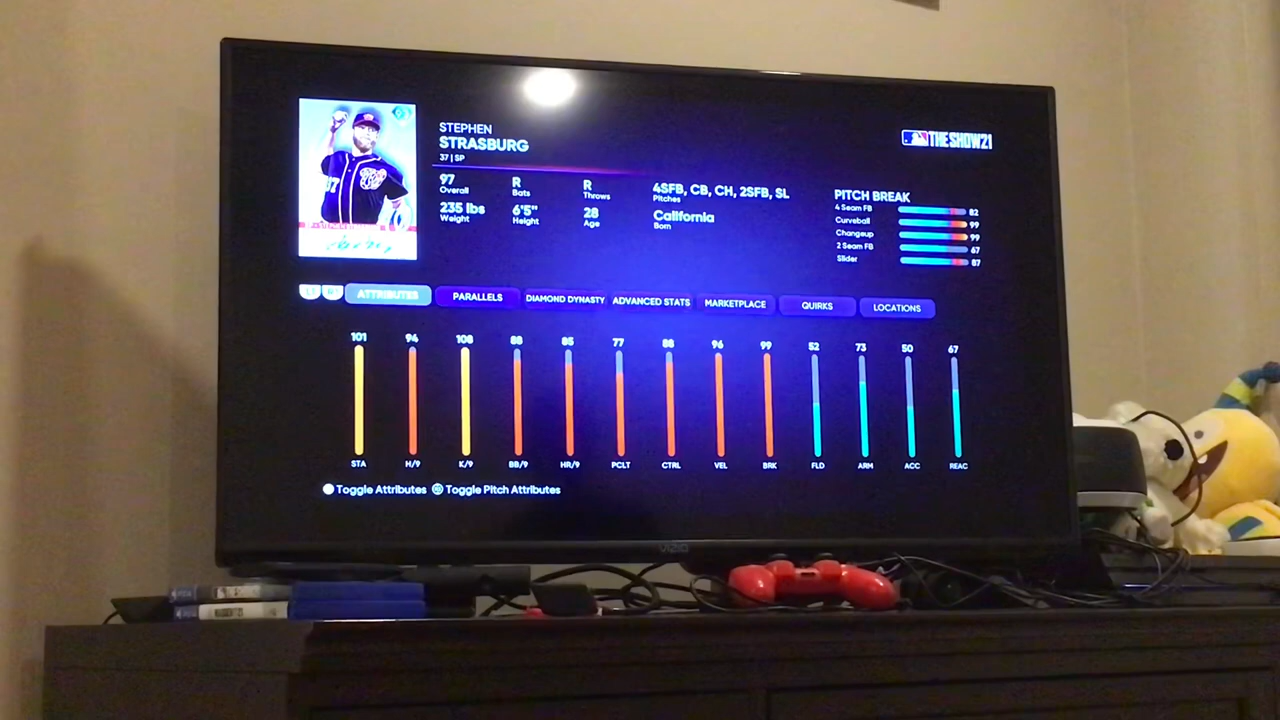 STEPHEN
STRASBURG
37 | SP
97
Overall
R
Bats
R
Throws
4SFB, CB, CH, 2SFB, SL
Pitches
235 lbs
Weight
6'5"
Height
28
Age
California
Born
MLB THE SHOW 21
PITCH BREAK
4 Seam FB 82
Curveball 99
Changeup 99
2 Seam FB 67
Slider 87
ATTRIBUTES PARALLELS DIAMOND DYNASTY ADVANCED STATS MARKETPLACE QUIRKS LOCATIONS
101 94 108 88 85 77 88 96 99 52 73 50 67
STA H/9 K/9 BB/9 HR/9 PCLT CTRL VEL BRK FLD ARM ACC REAC
Toggle Attributes Toggle Pitch Attributes
VIZIO